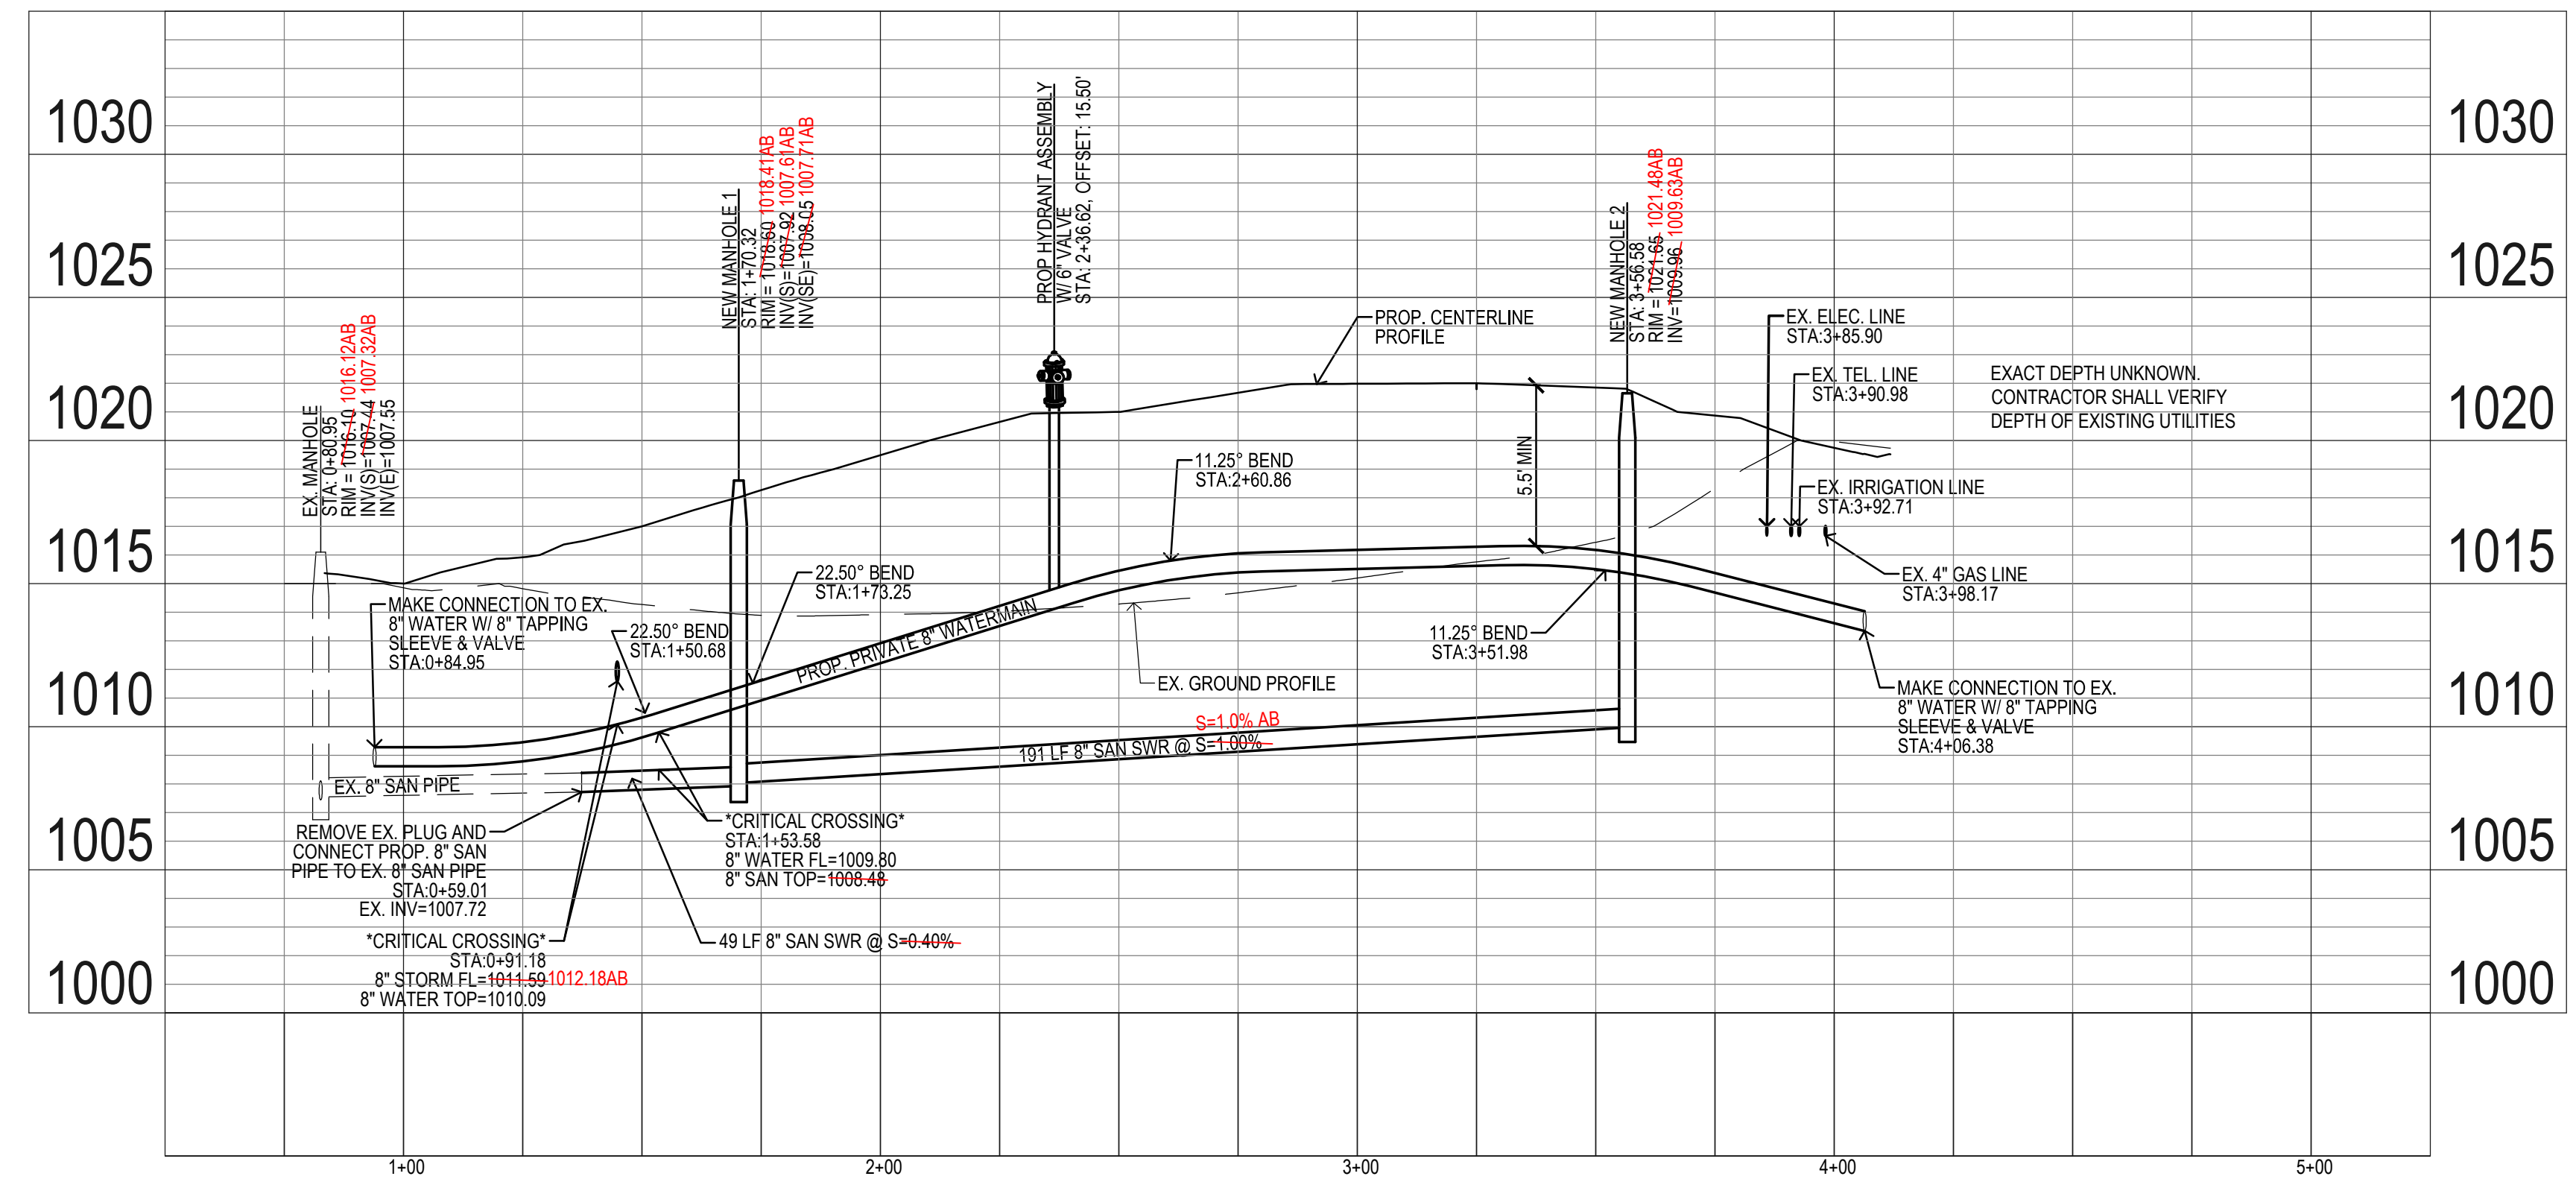 1030
1025
1020
1015
1010
1005
1000
EX. MANHOLE
STA: 0+80.95
RIM = 1016.10 1016.12AB
INV(S)=1007.44 1007.32AB
INV(E)=1007.55
NEW MANHOLE 1
STA: 1+70.32
RIM = 1018.60 1018.41AB
INV(S)=1007.92 1007.61AB
INV(SE)=1008.05 1007.71AB
PROP HYDRANT ASSEMBLY
W/ 6" VALVE
STA: 2+36.62, OFFSET: 15.50'
NEW MANHOLE 2
STA: 3+56.58
RIM = 1021.65 1021.48AB
INV=1009.96 1009.63AB
PROP. CENTERLINE
PROFILE
EX. ELEC. LINE
STA:3+85.90
EX. TEL. LINE
STA:3+90.98
EXACT DEPTH UNKNOWN.
CONTRACTOR SHALL VERIFY
DEPTH OF EXISTING UTILITIES
11.25° BEND
STA:2+60.86
5.5' MIN
EX. IRRIGATION LINE
STA:3+92.71
EX. 4" GAS LINE
STA:3+98.17
22.50° BEND
STA:1+73.25
MAKE CONNECTION TO EX.
8" WATER W/ 8" TAPPING
SLEEVE & VALVE
STA:0+84.95
22.50° BEND
STA:1+50.68
PROP. PRIVATE 8" WATERMAIN
11.25° BEND
STA:3+51.98
EX. GROUND PROFILE
MAKE CONNECTION TO EX.
8" WATER W/ 8" TAPPING
SLEEVE & VALVE
STA:4+06.38
S=1.0% AB
191 LF 8" SAN SWR @ S=1.00%
EX. 8" SAN PIPE
REMOVE EX. PLUG AND
CONNECT PROP. 8" SAN
PIPE TO EX. 8" SAN PIPE
STA:0+59.01
EX. INV=1007.72
*CRITICAL CROSSING*
STA:1+53.58
8" WATER FL=1009.80
8" SAN TOP=1008.48
*CRITICAL CROSSING*
STA:0+91.18
8" STORM FL=1011.59 1012.18AB
8" WATER TOP=1010.09
49 LF 8" SAN SWR @ S=0.40%
1030
1025
1020
1015
1010
1005
1000
1+00
2+00
3+00
4+00
5+00